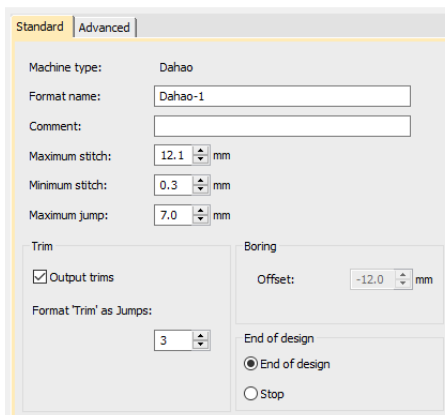 Standard Advanced
Machine type: Dahao
Format name: Dahao-1
Comment:
Maximum stitch: 12.1 mm
Minimum stitch: 0.3 mm
Maximum jump: 7.0 mm
Trim
Output trims
Format 'Trim' as Jumps:
3
Boring
Offset: -12.0 mm
End of design
End of design
Stop